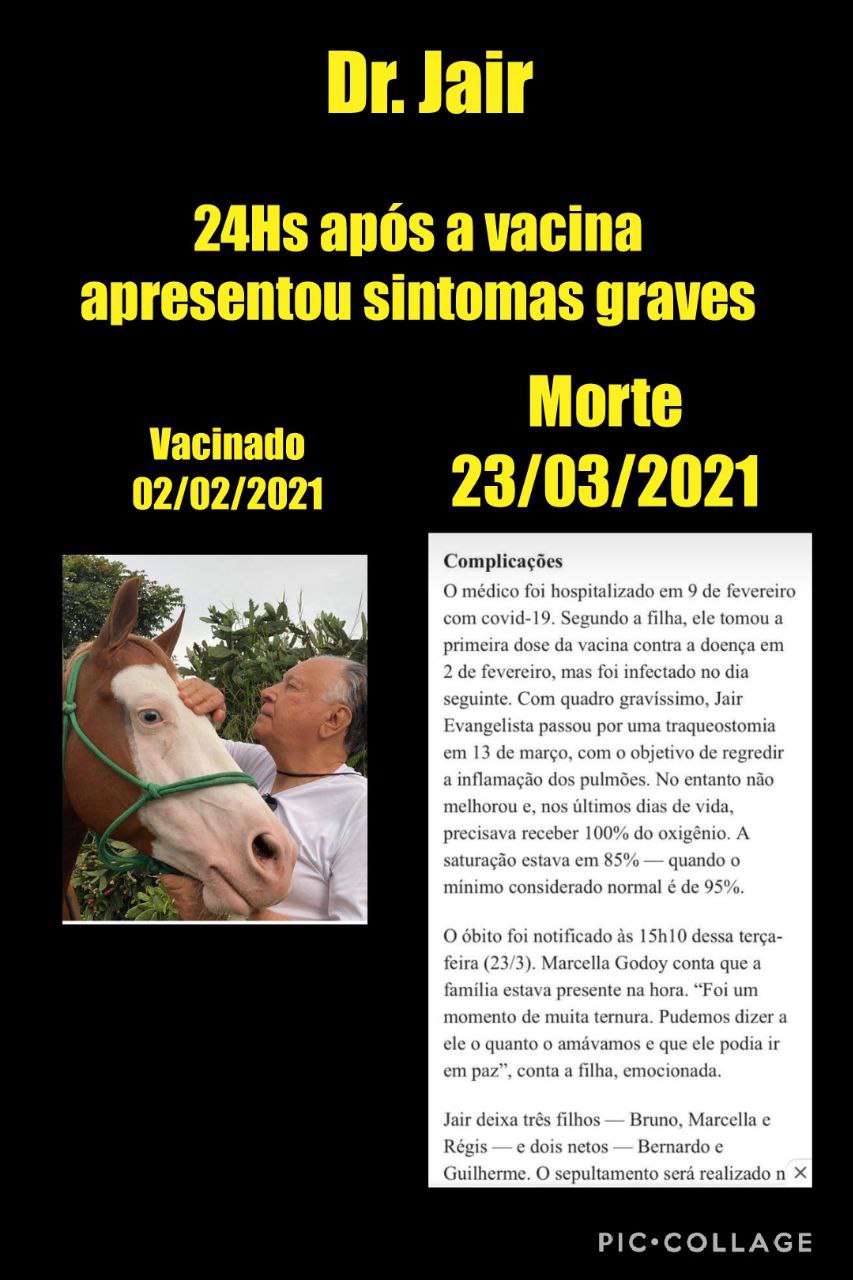 Dr. Jair
24Hs após a vacina
apresentou sintomas graves
Vacinado
02/02/2021
Morte
23/03/2021
Complicações
O médico foi hospitalizado em 9 de fevereiro
com covid-19. Segundo a filha, ele tomou a
primeira dose da vacina contra a doença em
2 de fevereiro, mas foi infectado no dia
seguinte. Com quadro gravíssimo, Jair
Evangelista passou por uma traqueostomia
em 13 de março, com o objetivo de regredir
a inflamação dos pulmões. No entanto não
melhorou e, nos últimos dias de vida,
precisava receber 100% do oxigênio. A
saturação estava em 85% — quando o
mínimo considerado normal é de 95%.
O óbito foi notificado às 15h10 dessa terça-
feira (23/3). Marcella Godoy conta que a
família estava presente na hora. “Foi um
momento de muita ternura. Pudemos dizer a
ele o quanto o amávamos e que ele podia ir
em paz”, conta a filha, emocionada.
Jair deixa três filhos — Bruno, Marcella e
Régis — e dois netos — Bernardo e
Guilherme. O sepultamento será realizado n
PIC•COLLAGE